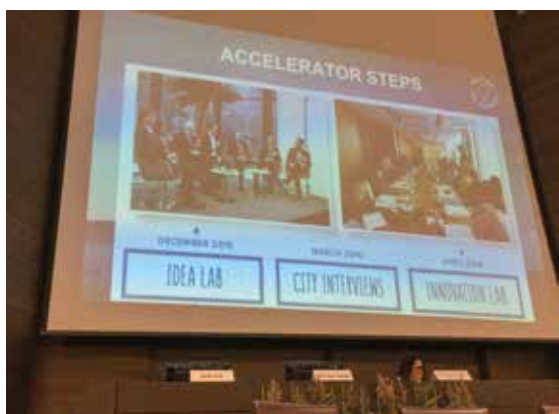 ACCELERATOR STEPS
DECEMBER 2015
MARCH 2016
IDEA LAB
CITY INTERVIEWS
INNOVATION LAB